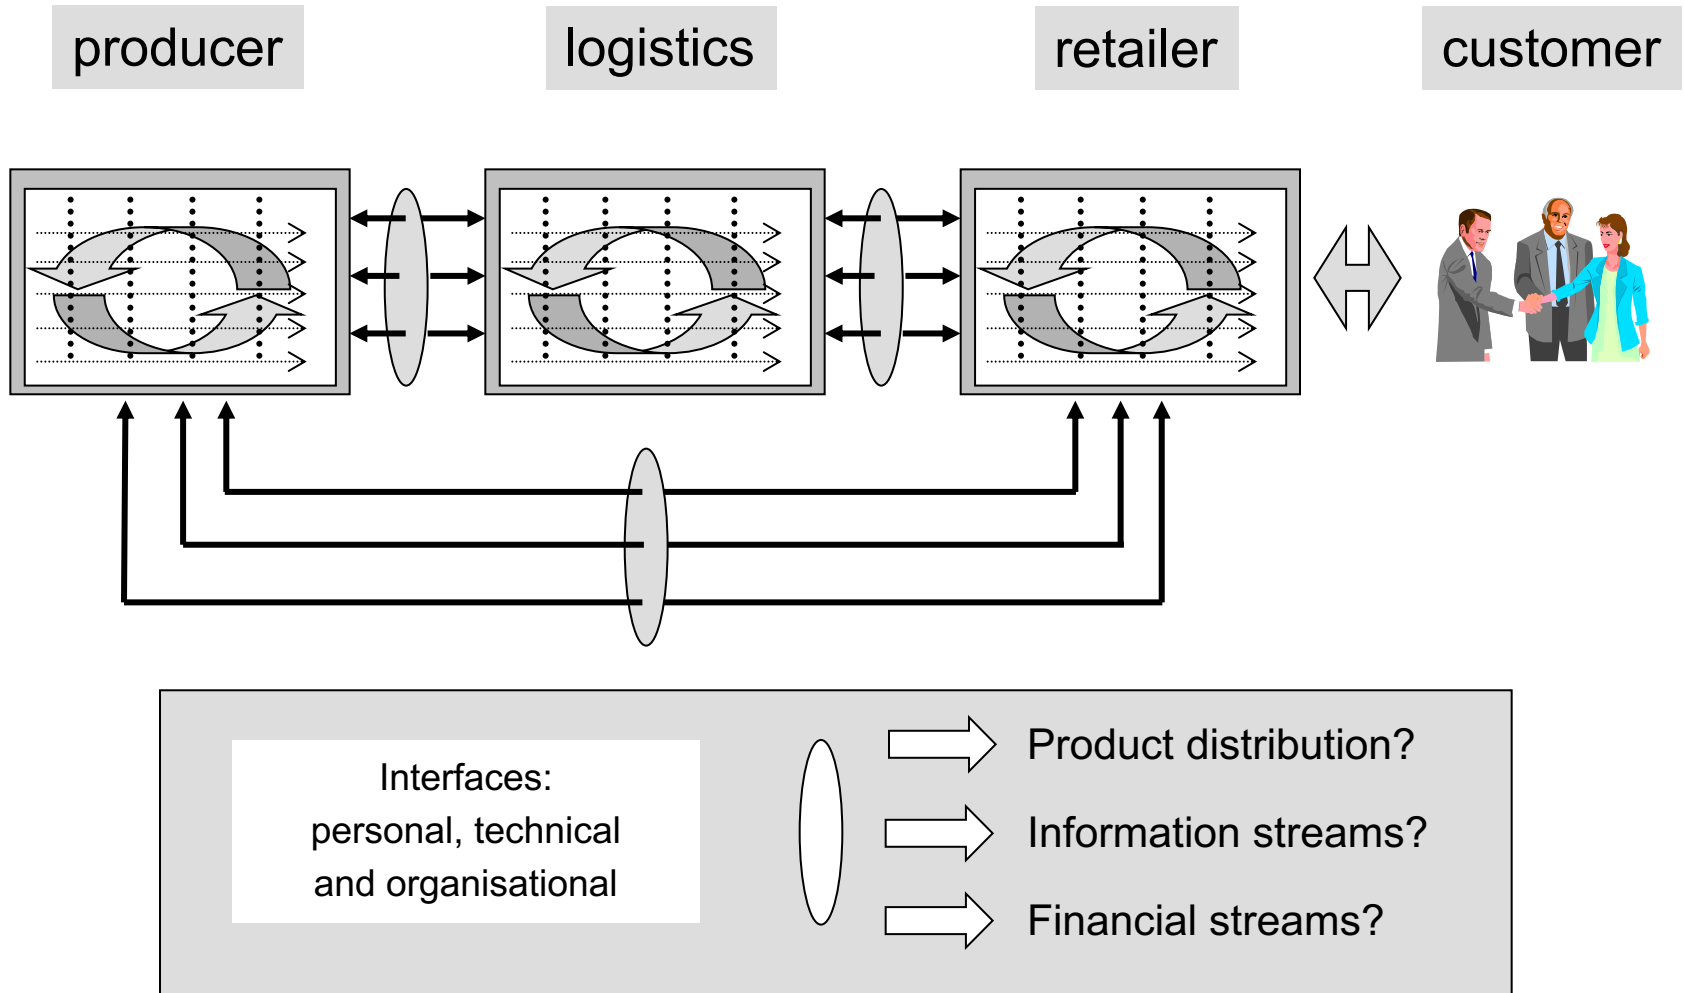 producer
logistics
retailer
customer
Interfaces:
personal, technical
and organisational
Product distribution?
Information streams?
Financial streams?